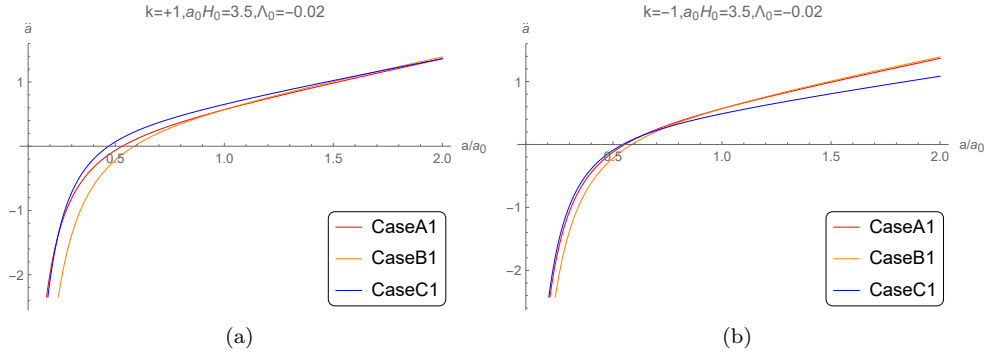 k=+1,a₀H₀=3.5,Λ₀=−0.02
ä
1
−1
−2
0.5
1.0
1.5
2.0
a/a₀
CaseA1
CaseB1
CaseC1
(a)
k=−1,a₀H₀=3.5,Λ₀=−0.02
ä
1
−1
−2
0.5
1.0
1.5
2.0
a/a₀
CaseA1
CaseB1
CaseC1
(b)